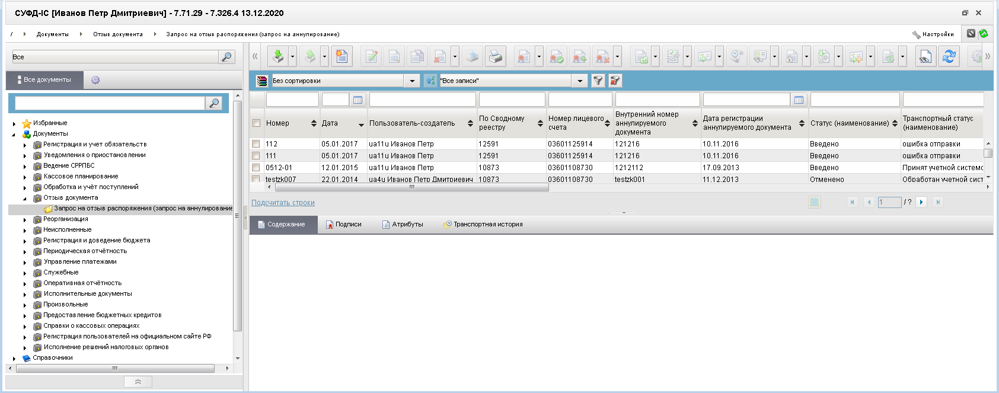 СУФД-IC [Иванов Петр Дмитриевич] - 7.71.29 - 7.326.4 13.12.2020
/ Документы Отзыв документа Запрос на отзыв распоряжения (запрос на аннулирование)
Настройки
Все
Все документы
Избранные
Документы
Регистрация и учет обязательств
Уведомления о приостановлении
Ведение СРРПБС
Кассовое планирование
Обработка и учёт поступлений
Отзыв документа
Запрос на отзыв распоряжения (запрос на аннулирование
Реорганизация
Неисполненные
Регистрация и доведение бюджета
Периодическая отчётность
Управление платежами
Служебные
Оперативная отчётность
Исполнительные документы
Произвольные
Предоставление бюджетных кредитов
Справки о кассовых операциях
Регистрация пользователей на официальном сайте РФ
Исполнение решений налоговых органов
Справочники
Без сортировки "Все записи"
Номер Дата Пользователь-создатель По Сводному реестру Номер лицевого счета Внутренний номер аннулируемого документа Дата регистрации аннулируемого документа Статус (наименование) Транспортный статус (наименование)
112 05.01.2017 ua11u Иванов Петр 12591 03601125914 121216 10.11.2016 Введено ошибка отправки
111 05.01.2017 ua11u Иванов Петр 12591 03601125914 121216 10.11.2016 Введено ошибка отправки
0512-01 12.01.2015 ua11u Иванов Петр 10873 03601108730 1212112 17.09.2013 Введено Принят учетной системо
testzk007 22.01.2014 ua4u Иванов Петр Дмитриевич 10873 03601108730 testzk001 11.12.2013 Отменено Обработан учетной сист
Подсчитать строки
1 / ?
Содержание Подписи Атрибуты Транспортная история